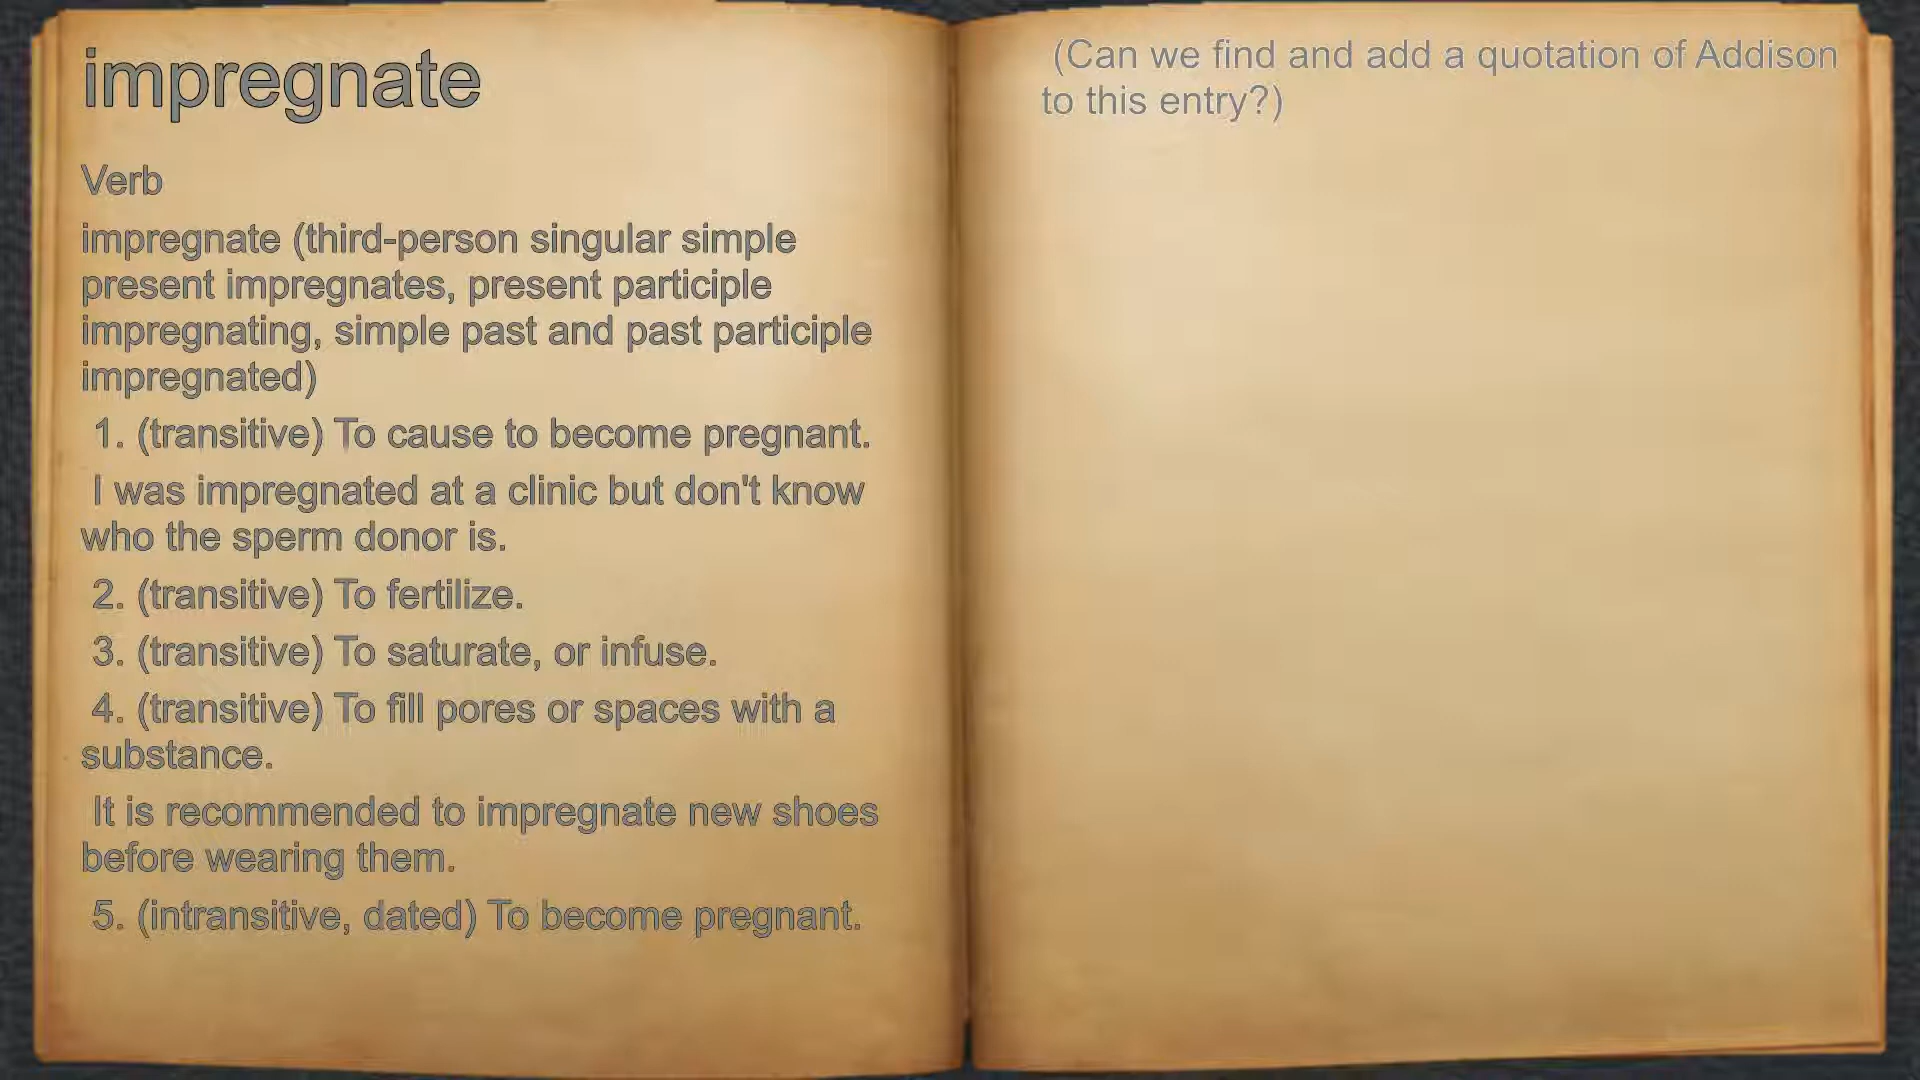 impregnate
Verb
impregnate (third-person singular simple
present impregnates, present participle
impregnating, simple past and past participle
impregnated)
1. (transitive) To cause to become pregnant.
I was impregnated at a clinic but don't know
who the sperm donor is.
2. (transitive) To fertilize.
3. (transitive) To saturate, or infuse.
4. (transitive) To fill pores or spaces with a
substance.
It is recommended to impregnate new shoes
before wearing them.
5. (intransitive, dated) To become pregnant.
(Can we find and add a quotation of Addison
to this entry?)